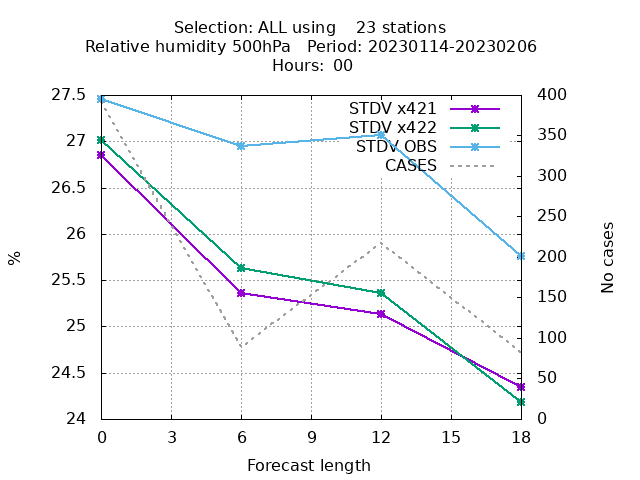 Selection: ALL using    23 stations
Relative humidity 500hPa   Period: 20230114-20230206
Hours:  00
STDV x421
STDV x422
STDV OBS
CASES
27.5
27
26.5
26
25.5
25
24.5
24
%
400
350
300
250
200
150
100
50
0
No cases
0 3 6 9 12 15 18
Forecast length